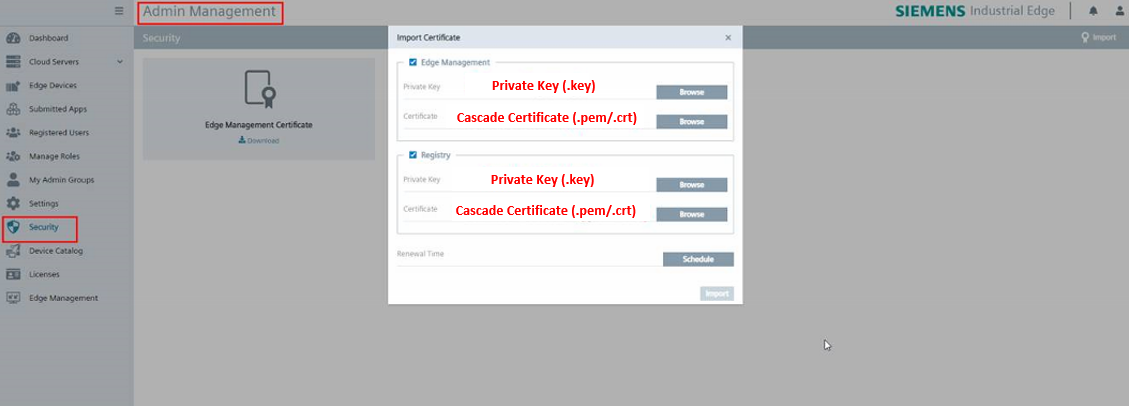 Admin Management
SIEMENS Industrial Edge
Dashboard
Cloud Servers
Edge Devices
Submitted Apps
Registered Users
Manage Roles
My Admin Groups
Settings
Security
Device Catalog
Licenses
Edge Management
Security
Import
Edge Management Certificate
Download
Import Certificate
Edge Management
Private Key Private Key (.key) Browse
Certificate Cascade Certificate (.pem/.crt) Browse
Registry
Private Key Private Key (.key) Browse
Certificate Cascade Certificate (.pem/.crt) Browse
Renewal Time Schedule
Import